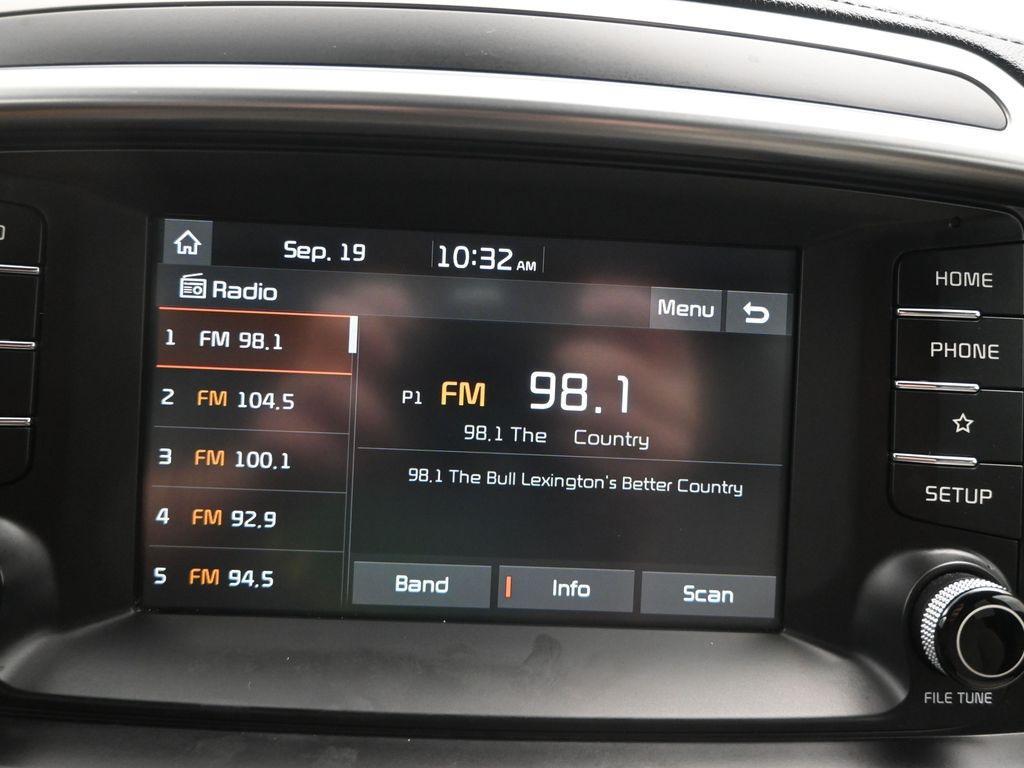 Sep. 19
10:32 AM
Radio
Menu
1 FM 98.1
2 FM 104.5
3 FM 100.1
4 FM 92.9
5 FM 94.5
P1 FM 98.1
98.1 The Country
98.1 The Bull Lexington's Better Country
Band
Info
Scan
HOME
PHONE
SETUP
FILE TUNE